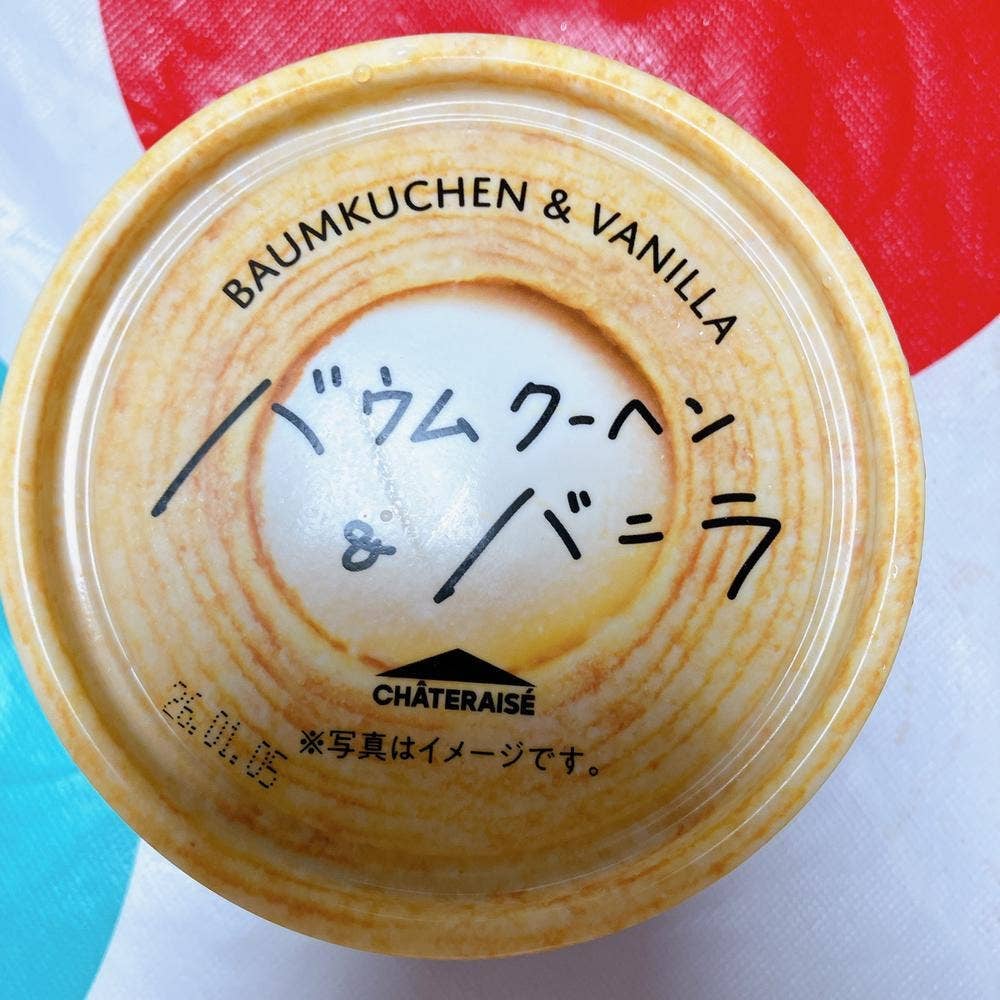 BAUMKUCHEN & VANILLA
バウムクーヘン
&バニラ
CHÂTERAISÉ
※写真はイメージです。
26.01.05